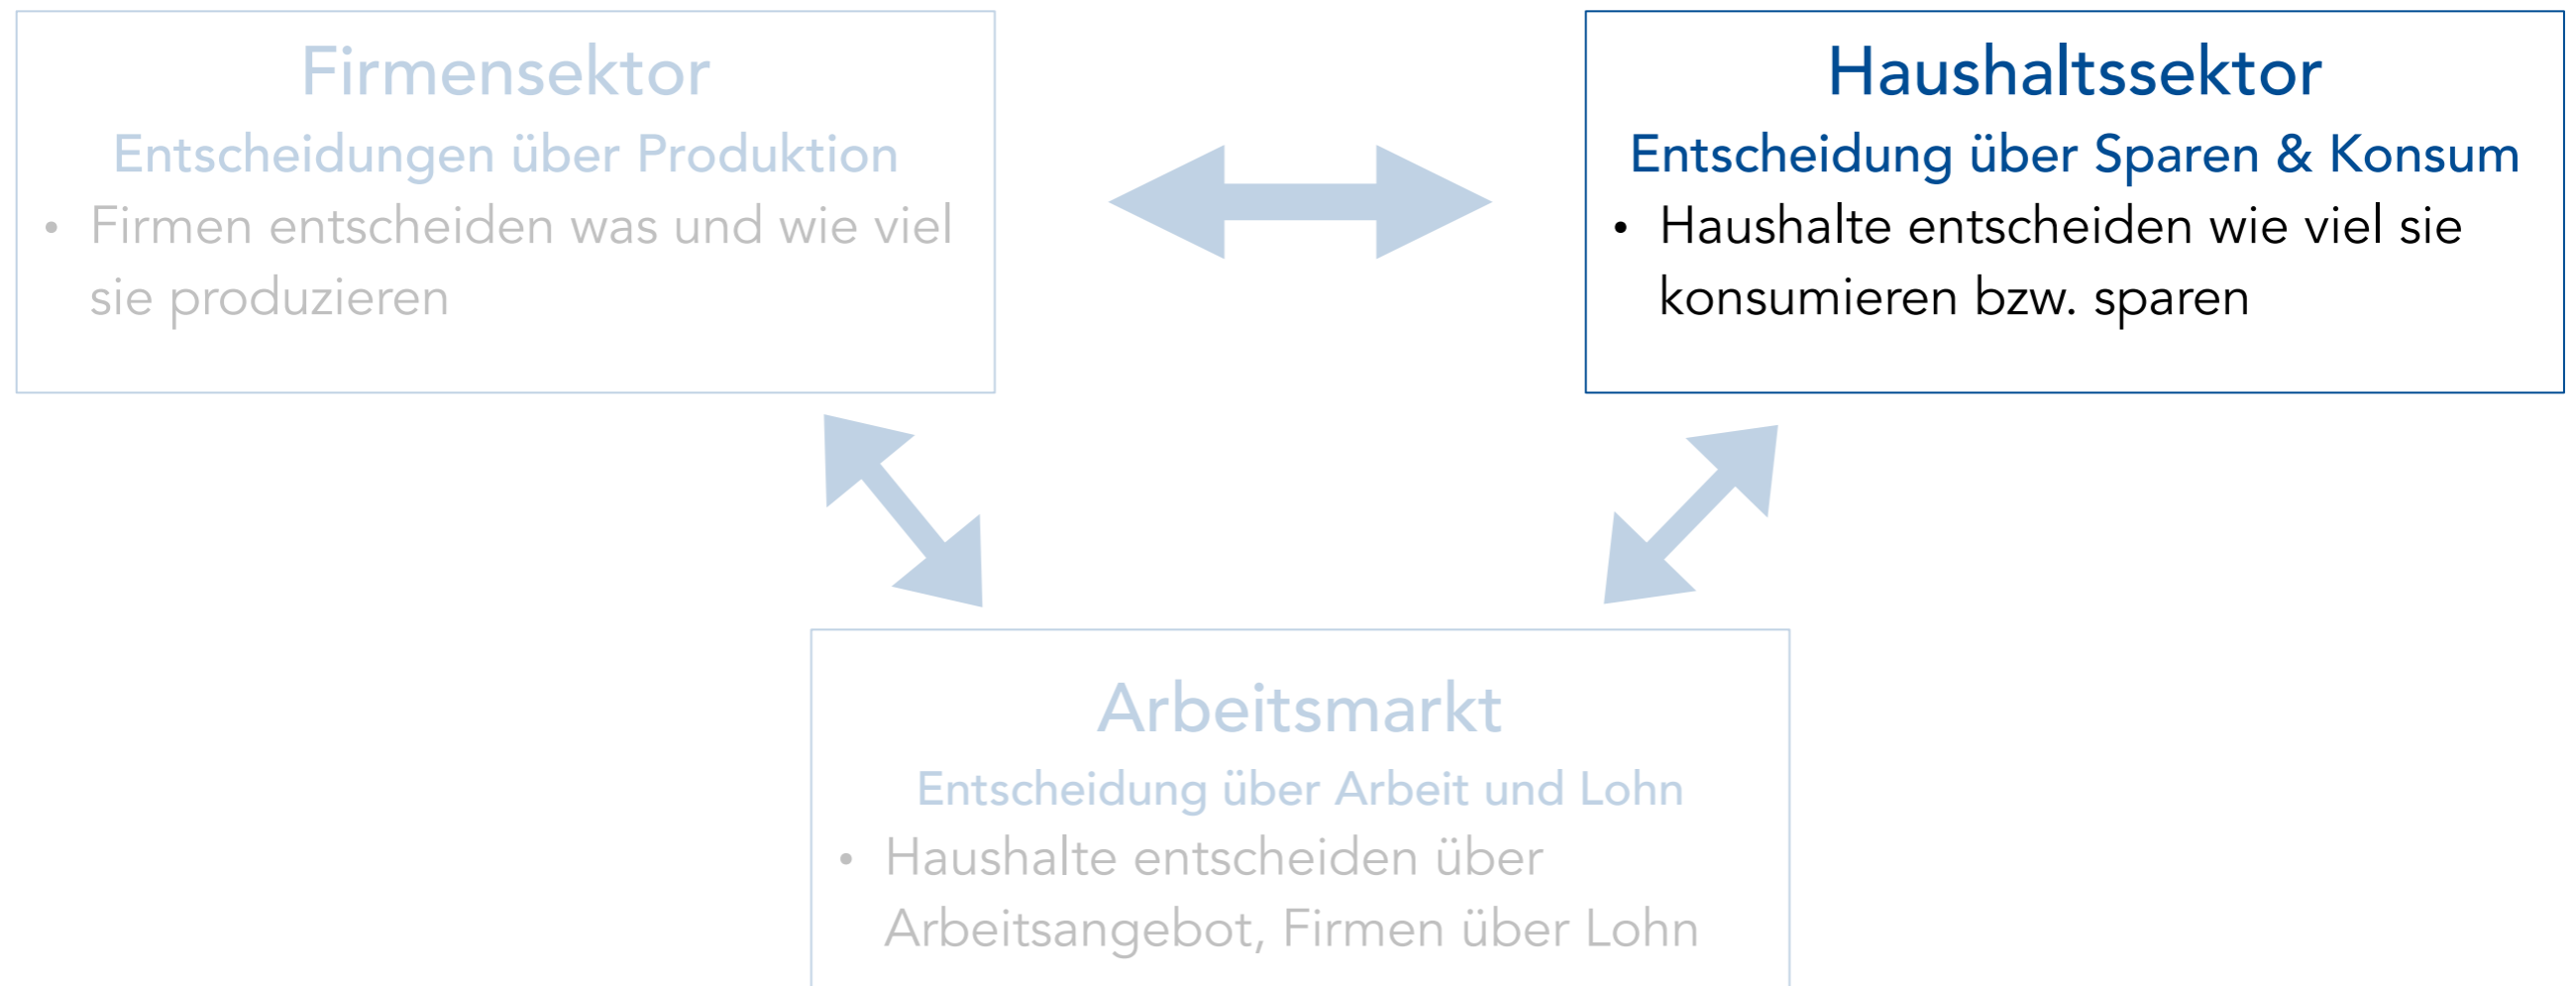 Firmensektor
Entscheidungen über Produktion
• Firmen entscheiden was und wie viel
sie produzieren
Haushaltssektor
Entscheidung über Sparen & Konsum
• Haushalte entscheiden wie viel sie
konsumieren bzw. sparen
Arbeitsmarkt
Entscheidung über Arbeit und Lohn
• Haushalte entscheiden über
Arbeitsangebot, Firmen über Lohn